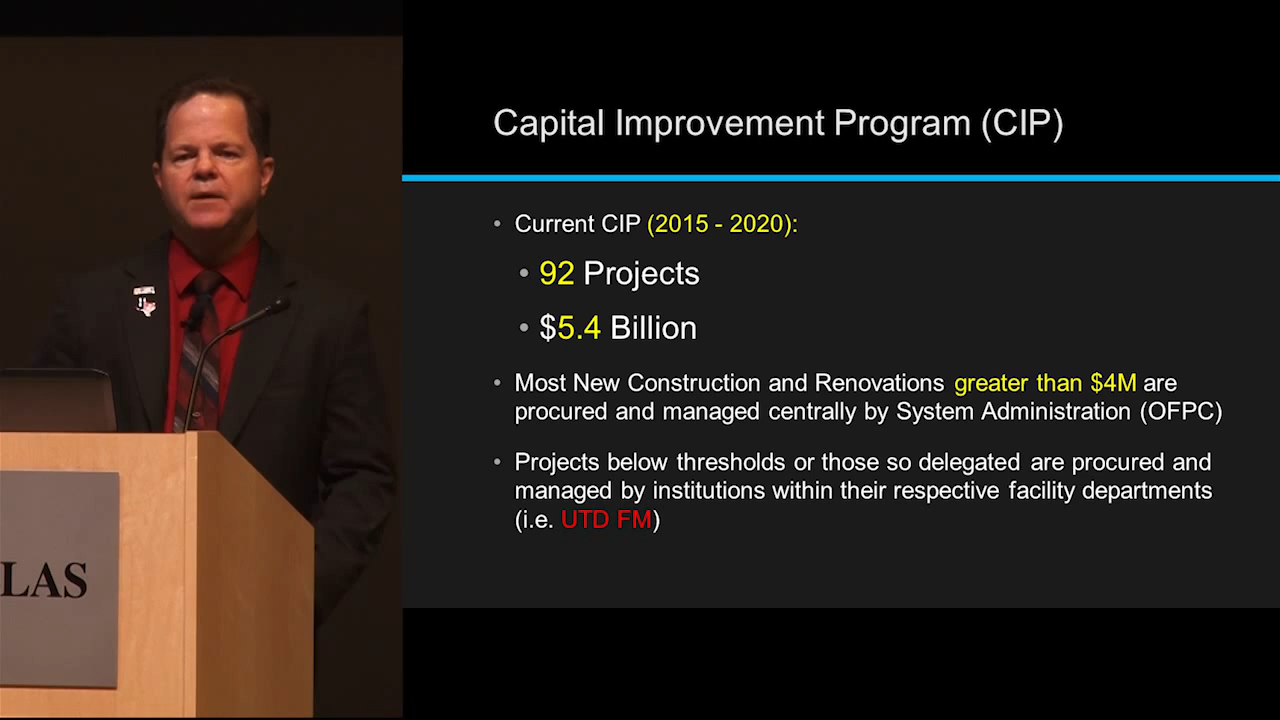 Capital Improvement Program (CIP)
• Current CIP (2015 - 2020):
• 92 Projects
• $5.4 Billion
• Most New Construction and Renovations greater than $4M are
procured and managed centrally by System Administration (OFPC)
• Projects below thresholds or those so delegated are procured and
managed by institutions within their respective facility departments
(i.e. UTD FM)
LAS